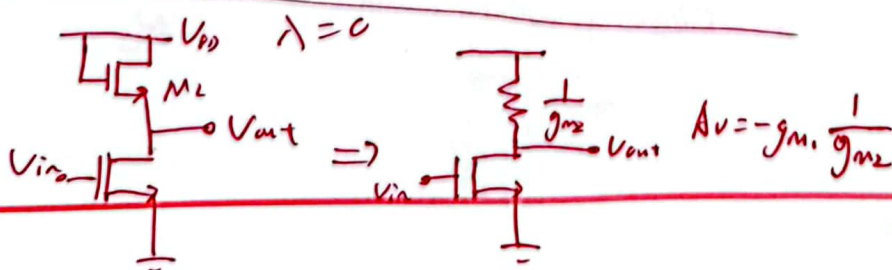 V_DD λ = 0
M2
Vout
Vin
⇒
1/g_m2
Vout
Vin
Av = -g_m1 · 1/g_m2